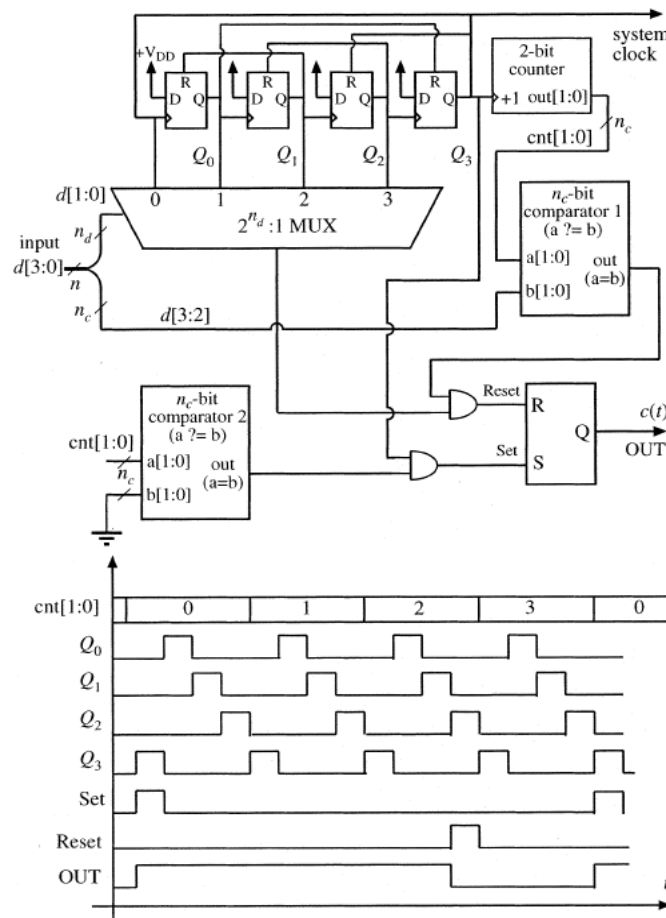 system
clock
2-bit
counter
+1 out[1:0]
cnt[1:0]
n_c
+V_DD
R
D Q
R
D Q
R
D Q
R
D Q
Q_0
Q_1
Q_2
Q_3
0 1 2 3
2^{n_d} :1 MUX
d[1:0]
n_d
input
d[3:0]
n
n_c
d[3:2]
n_c-bit
comparator 1
(a ?= b)
a[1:0]
b[1:0]
out
(a=b)
n_c-bit
comparator 2
(a ?= b)
cnt[1:0]
n_c
a[1:0]
b[1:0]
out
(a=b)
Reset
Set
R
S
Q
c(t)
OUT
cnt[1:0] 0 1 2 3 0
Q_0
Q_1
Q_2
Q_3
Set
Reset
OUT
t